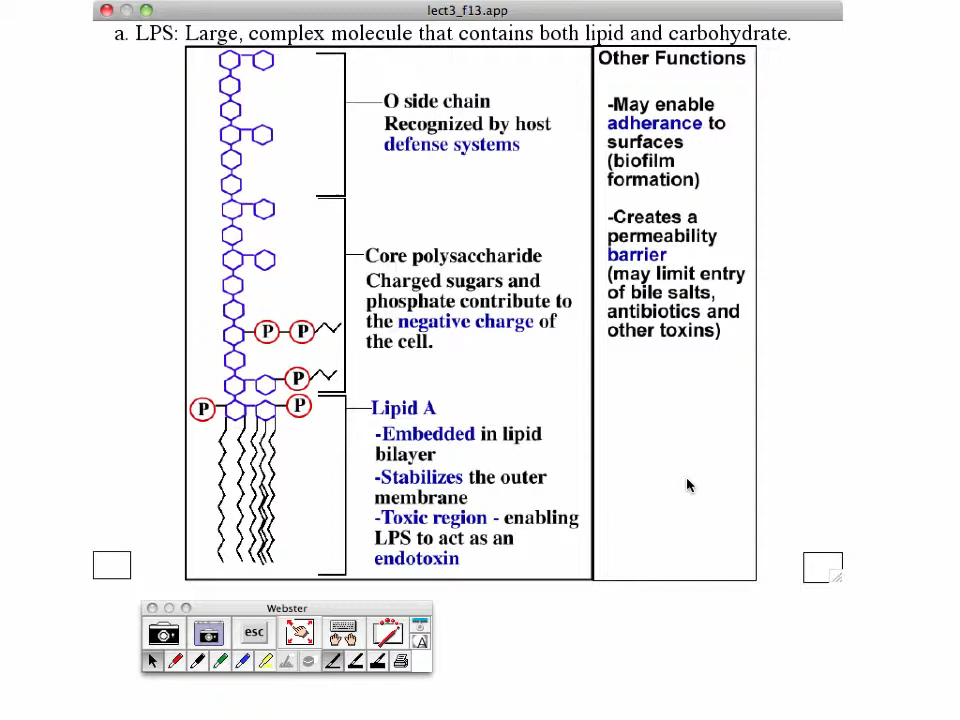 lect3_f13.app
a. LPS: Large, complex molecule that contains both lipid and carbohydrate.
O side chain
Recognized by host
defense systems
Core polysaccharide
Charged sugars and
phosphate contribute to
the negative charge of
the cell.
P
P
P
P
P
Lipid A
-Embedded in lipid
bilayer
-Stabilizes the outer
membrane
-Toxic region - enabling
LPS to act as an
endotoxin
Other Functions
-May enable
adherance to
surfaces
(biofilm
formation)
-Creates a
permeability
barrier
(may limit entry
of bile salts,
antibiotics and
other toxins)
Webster
esc
A